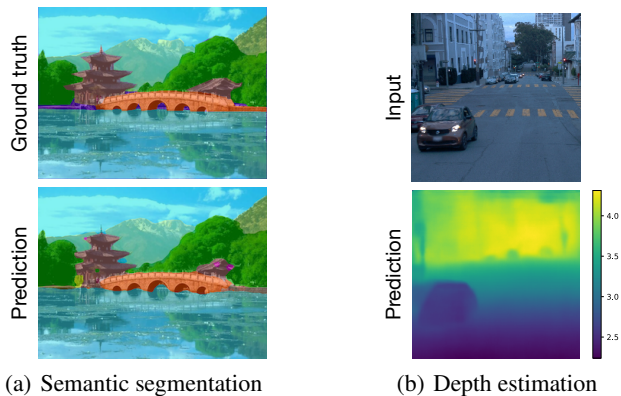 Ground truth
Prediction
(a) Semantic segmentation
Input
Prediction
4.0
3.5
3.0
2.5
(b) Depth estimation